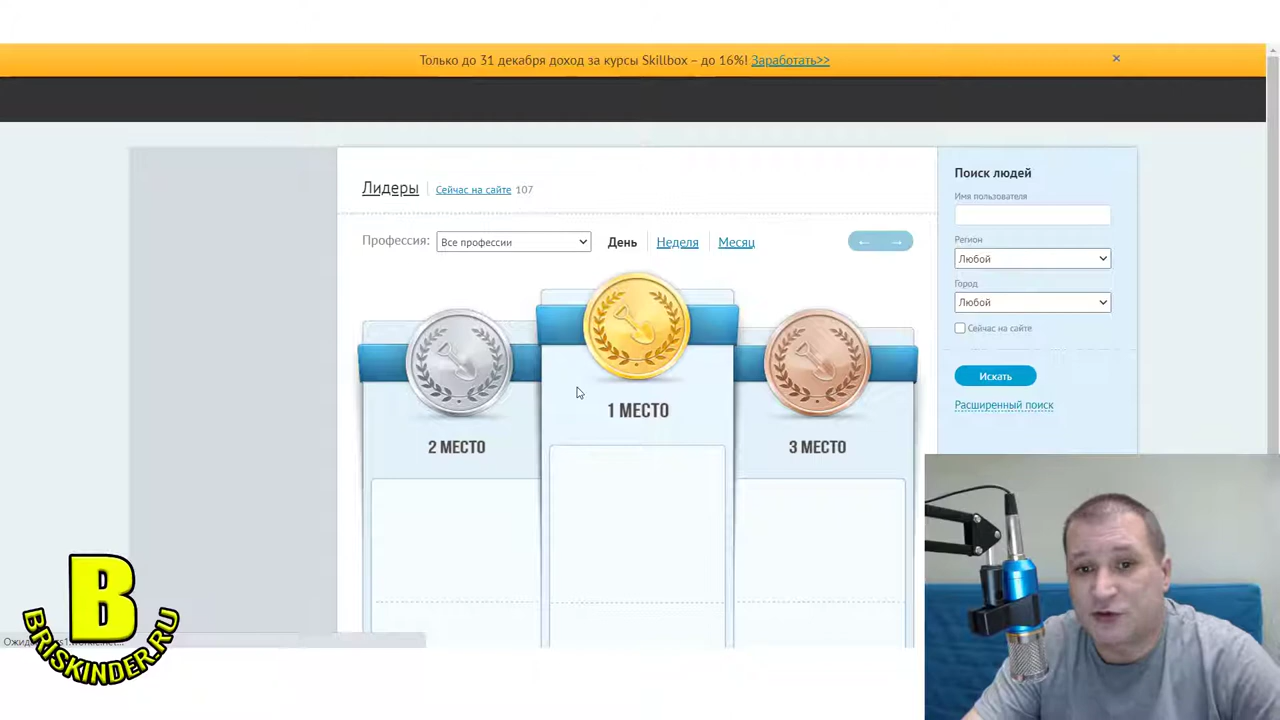 Только до 31 декабря доход за курсы Skillbox – до 16%! Заработать>>
Лидеры
Сейчас на сайте 107
Профессия: Все профессии
День
Неделя
Месяц
2 МЕСТО
1 МЕСТО
3 МЕСТО
Поиск людей
Имя пользователя
Регион
Любой
Город
Любой
Сейчас на сайте
Искать
Расширенный поиск
B
BRISKINDER.RU